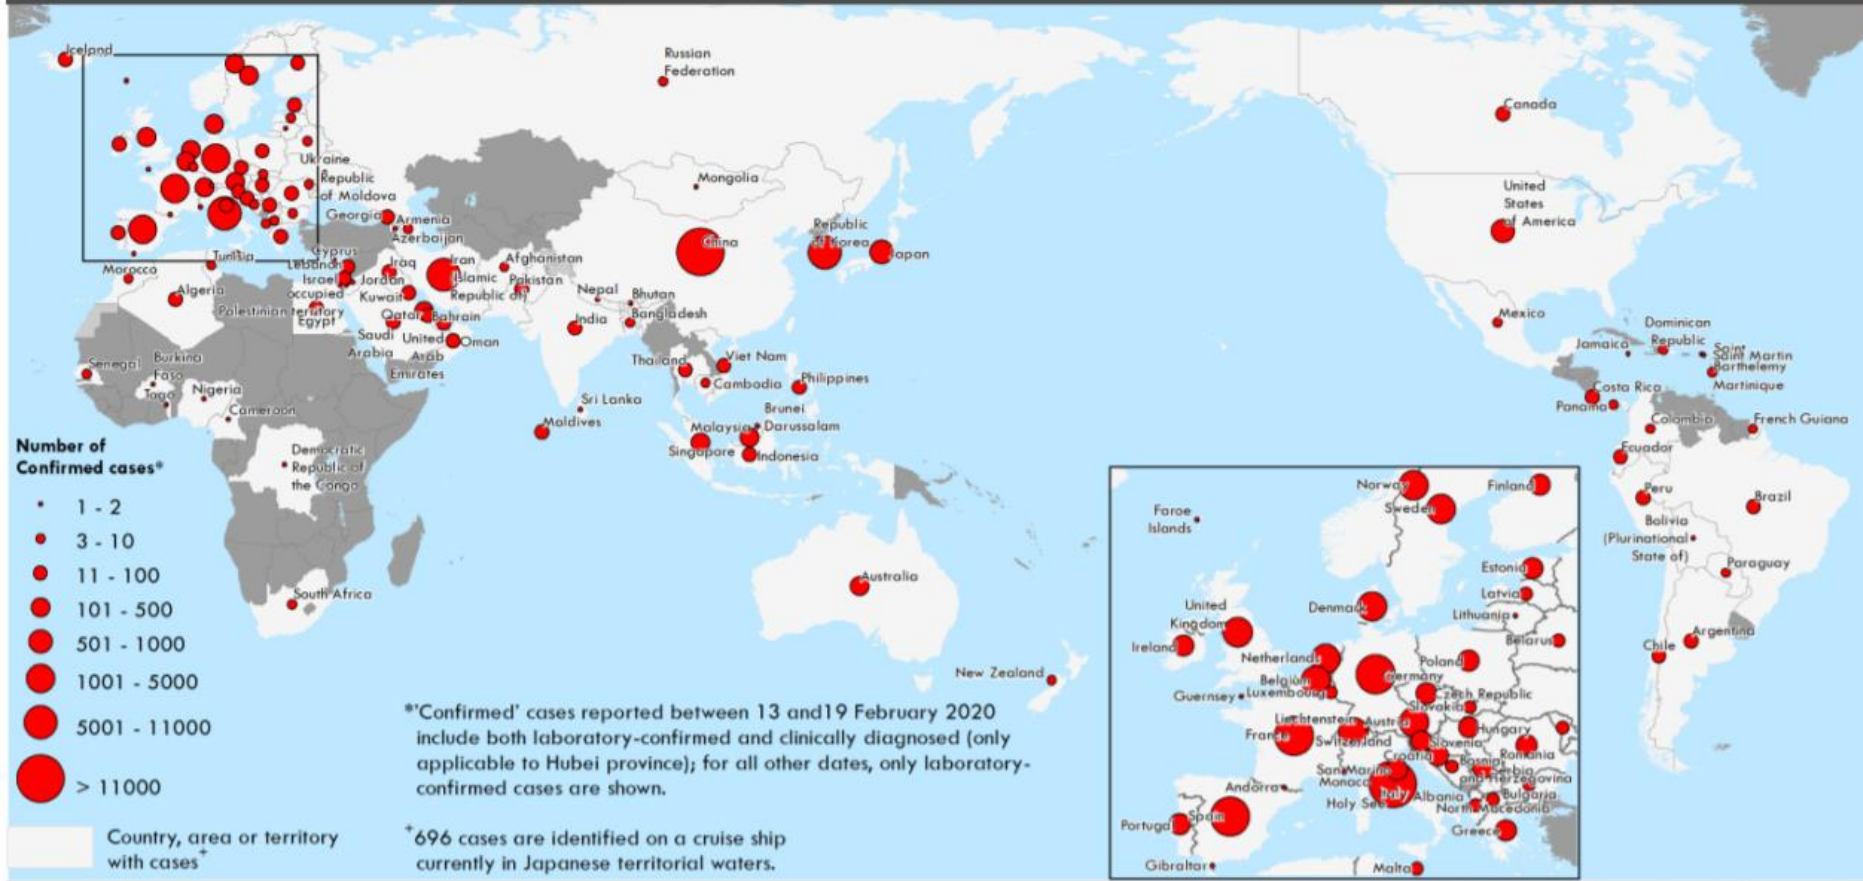 Iceland
Russian
Federation
Canada
Ukraine
Republic
of Moldova
Mongolia
United
States
of America
Georgia
Armenia
Azerbaijan
Republic
of Korea
China
Japan
Tunisia
Cyprus
Lebanon
Iraq
Iran
Afghanistan
Morocco
Israel
Jordan
(Islamic
Pakistan
Algeria
occupied
Kuwait
Republic of)
Nepal
Bhutan
Palestinian territory
Qatar
Bahrain
Bangladesh
Egypt
India
Mexico
Dominican
Republic
Saudi
United
Oman
Jamaica
Saint
Saint Martin
Arabia
Arab
Barthelemy
Emirates
Martinique
Senegal
Burkina
Faso
Thailand
Viet Nam
Togo
Nigeria
Cambodia
Philippines
Costa Rica
Cameroon
Sri Lanka
Panama
Colombia
French Guiana
Maldives
Brunei
Darussalam
Malaysia
Singapore
Indonesia
Ecuador
Democratic
Republic of
the Congo
Peru
Brazil
Bolivia
(Plurinational
State of)
Paraguay
South Africa
Australia
Chile
Argentina
New Zealand
Number of
Confirmed cases*
1 - 2
3 - 10
11 - 100
101 - 500
501 - 1000
1001 - 5000
5001 - 11000
> 11000
Country, area or territory
with cases+
*'Confirmed' cases reported between 13 and19 February 2020
include both laboratory-confirmed and clinically diagnosed (only
applicable to Hubei province); for all other dates, only laboratory-
confirmed cases are shown.
+696 cases are identified on a cruise ship
currently in Japanese territorial waters.
Norway
Finland
Sweden
Faroe
Islands
Estonia
Latvia
United
Kingdom
Denmark
Lithuania
Ireland
Belarus
Netherlands
Poland
Belgium
Germany
Guernsey
Luxembourg
Czech Republic
Slovakia
Liechtenstein
Austria
France
Switzerland
Hungary
Slovenia
Croatia
Romania
San Marino
Bosnia
and Herzegovina
Serbia
Monaco
Andorra
Italy
Holy See
Albania
Bulgaria
North Macedonia
Portugal
Spain
Greece
Gibraltar
Malta